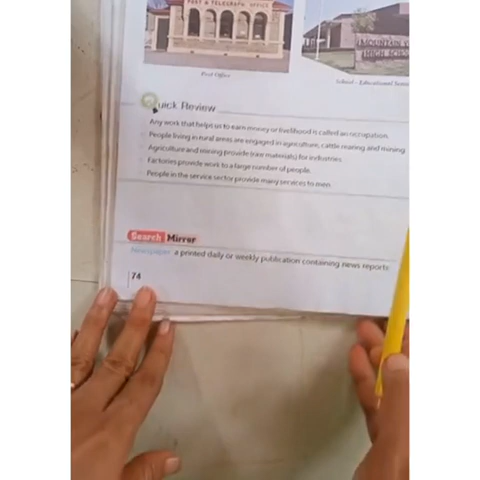 POST & TELEGRAPH OFFICE
MOUNTAIN
HIGH SCHOOL
Post Office
School - Educational
Quick Review
Any work that helps us to earn money or livelihood is called an occupation.
People living in rural areas are engaged in agriculture, cattle rearing and mining
Agriculture and mining provide (raw materials) for industries.
Factories provide work to a large number of people.
People in the service sector provide many services to men
Search Mirror
Newspaper a printed daily or weekly publication containing news reports
74